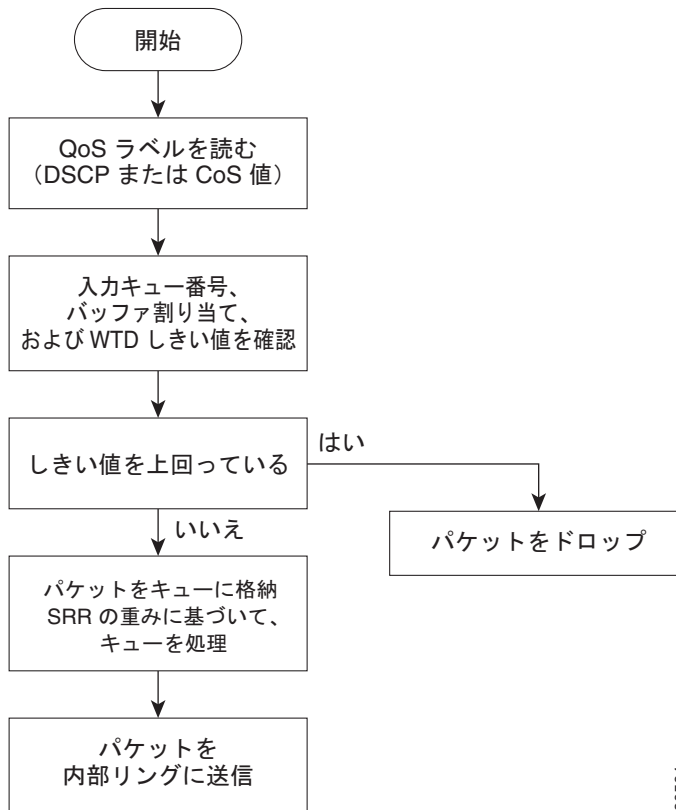 開始
QoS ラベルを読む
（DSCP または CoS 値）
入力キュー番号、
バッファ割り当て、
および WTD しきい値を確認
しきい値を上回っている
はい
いいえ
パケットをドロップ
パケットをキューに格納
SRR の重みに基づいて、
キューを処理
パケットを
内部リングに送信